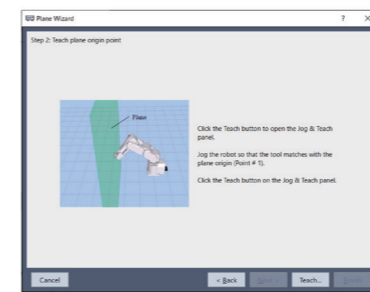 Plane Wizard
? X
Step 2: Teach plane origin point
Plane
Click the Teach button to open the Jog & Teach
panel.
Jog the robot so that the tool matches with the
plane origin (Point # 1).
Click the Teach button on the Jog & Teach panel.
Cancel
< Back
Teach...